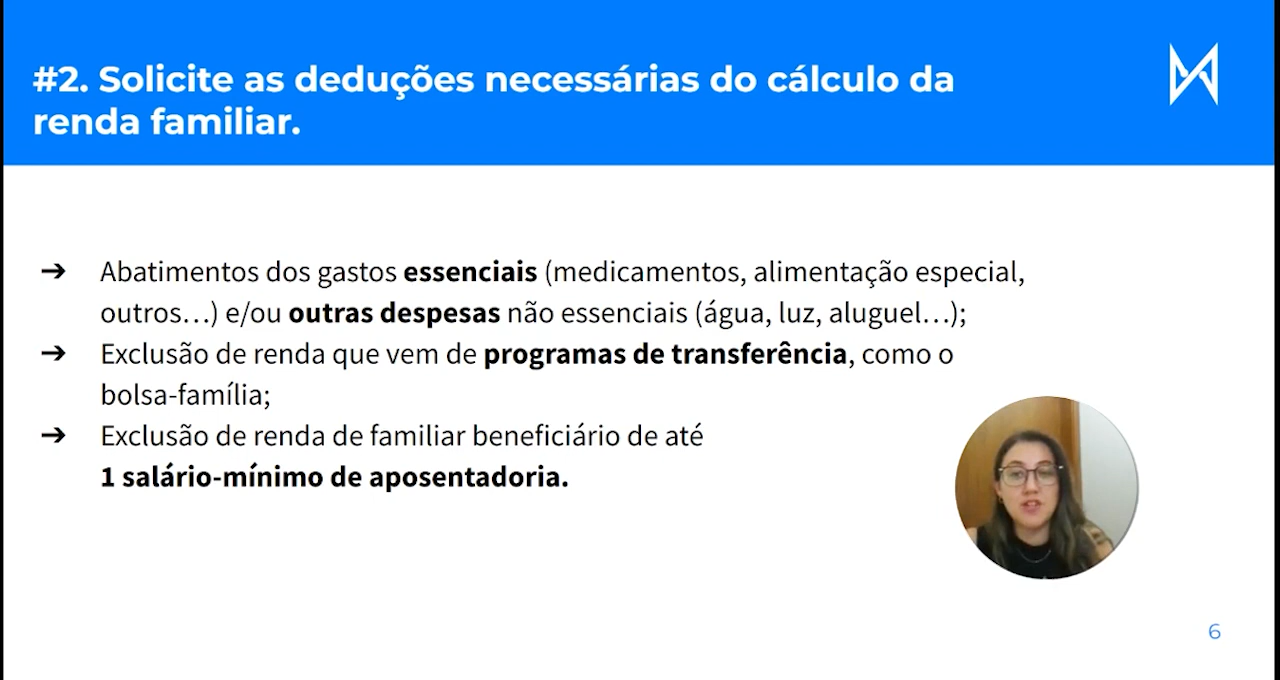 #2. Solicite as deduções necessárias do cálculo da
renda familiar.
➔ Abatimentos dos gastos essenciais (medicamentos, alimentação especial,
outros…) e/ou outras despesas não essenciais (água, luz, aluguel…);
➔ Exclusão de renda que vem de programas de transferência, como o
bolsa-família;
➔ Exclusão de renda de familiar beneficiário de até
1 salário-mínimo de aposentadoria.
6